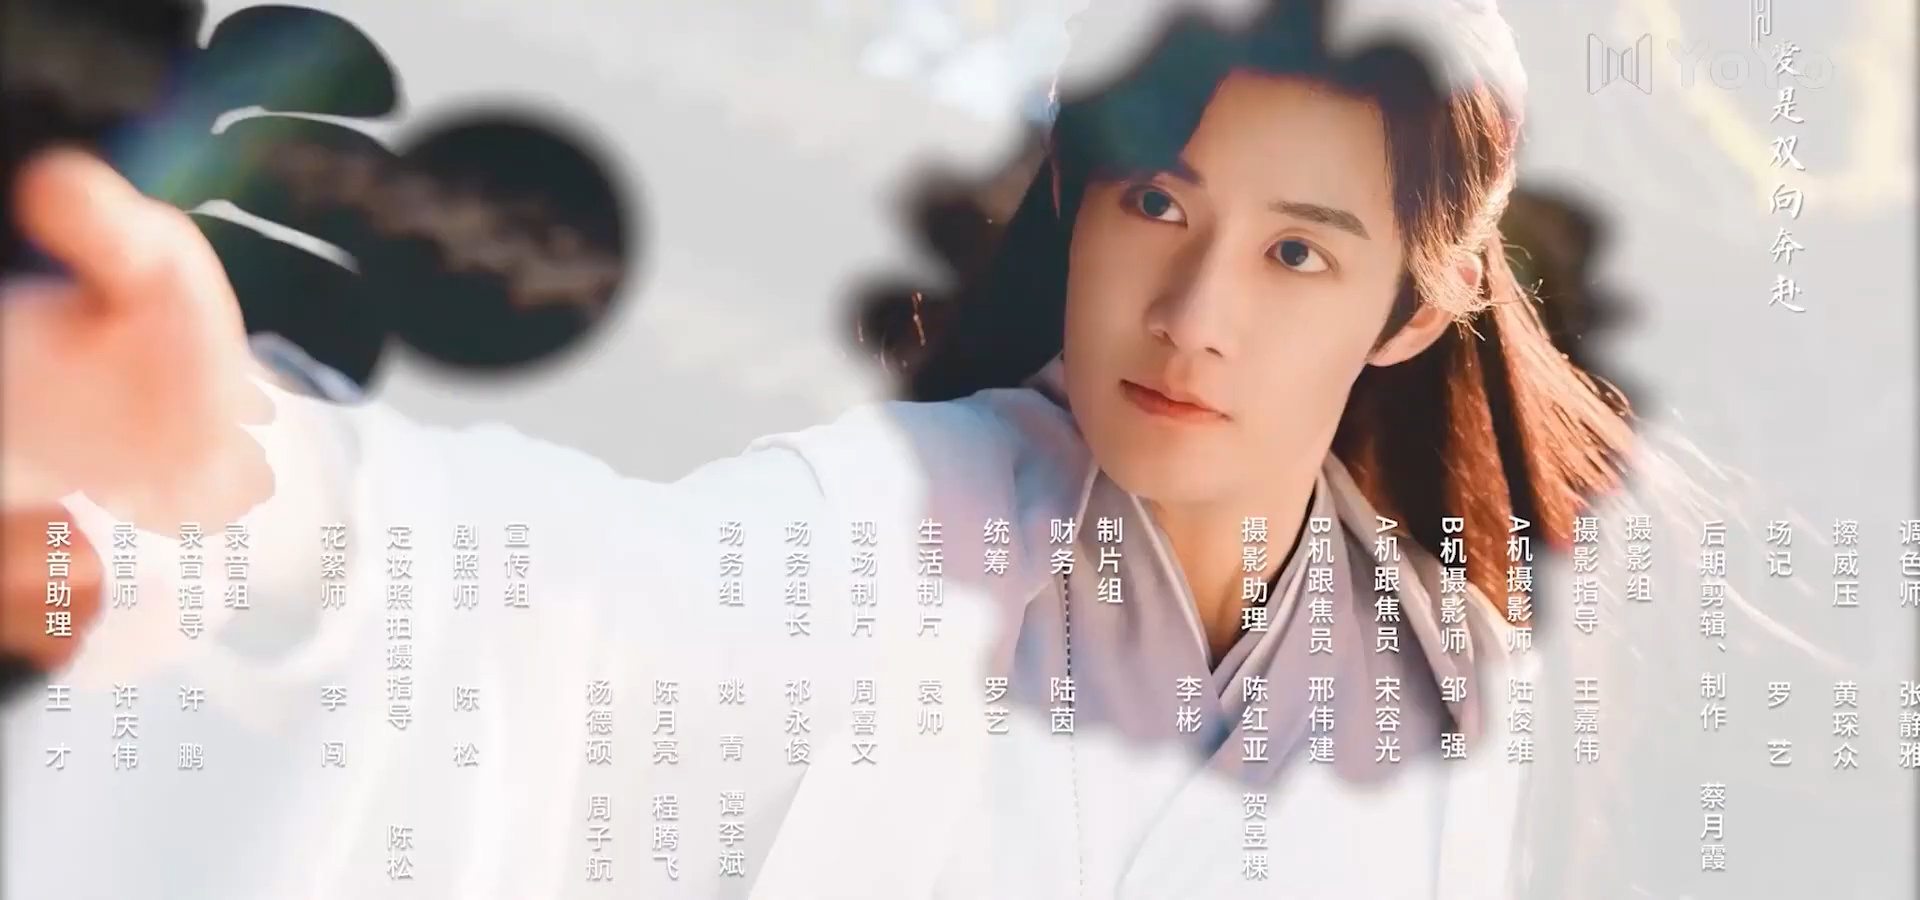 YoYo
爱是双向奔赴
调色师 张静雅
擦威压 黄琛众
场记 罗艺
后期剪辑、制作 蔡月霞
摄影组
摄影指导 王嘉伟
A机摄影师 陆俊维
B机摄影师 邹强
A机跟焦员 宋容光
B机跟焦员 邢伟建
摄影助理 陈红亚 贺昱棵
李彬
制片组
财务 陆茵
统筹 罗艺
生活制片 袁帅
现场制片 周喜文
场务组长 祁永俊
场务组 姚青 谭李斌
陈月亮 程腾飞
杨德硕 周子航
宣传组
剧照师 陈松
定妆照拍摄指导 陈松
花絮师 李闯
录音组
录音指导 许鹏
录音师 许庆伟
录音助理 王才